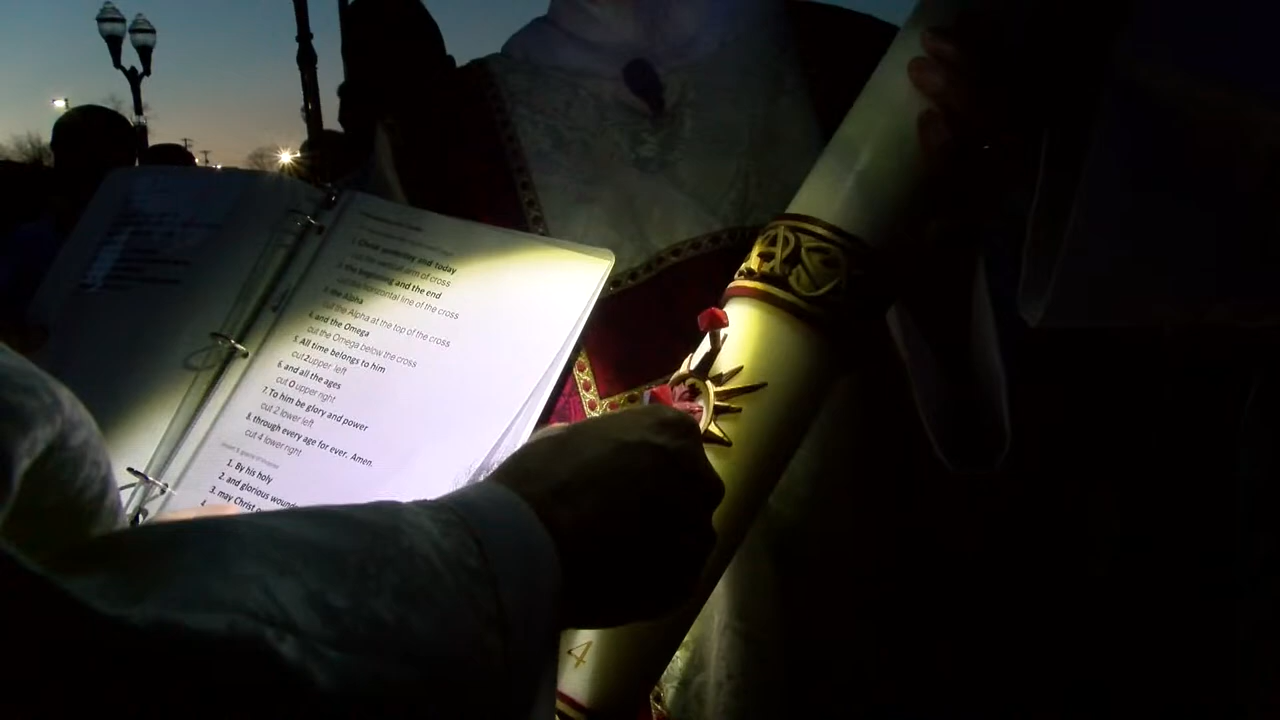 1. Christ yesterday and today
cut the vertical arm of cross
2. the beginning and the end
the horizontal line of the cross
3. the Alpha
cut the Alpha at the top of the cross
4. and the Omega
cut the Omega below the cross
5. All time belongs to him
cut 2 upper left
6. and all the ages
cut 0 upper right
7. To him be glory and power
cut 2 lower left
8. through every age for ever. Amen.
cut 4 lower right
1. By his holy
2. and glorious wounds
3. may Christ
4
4